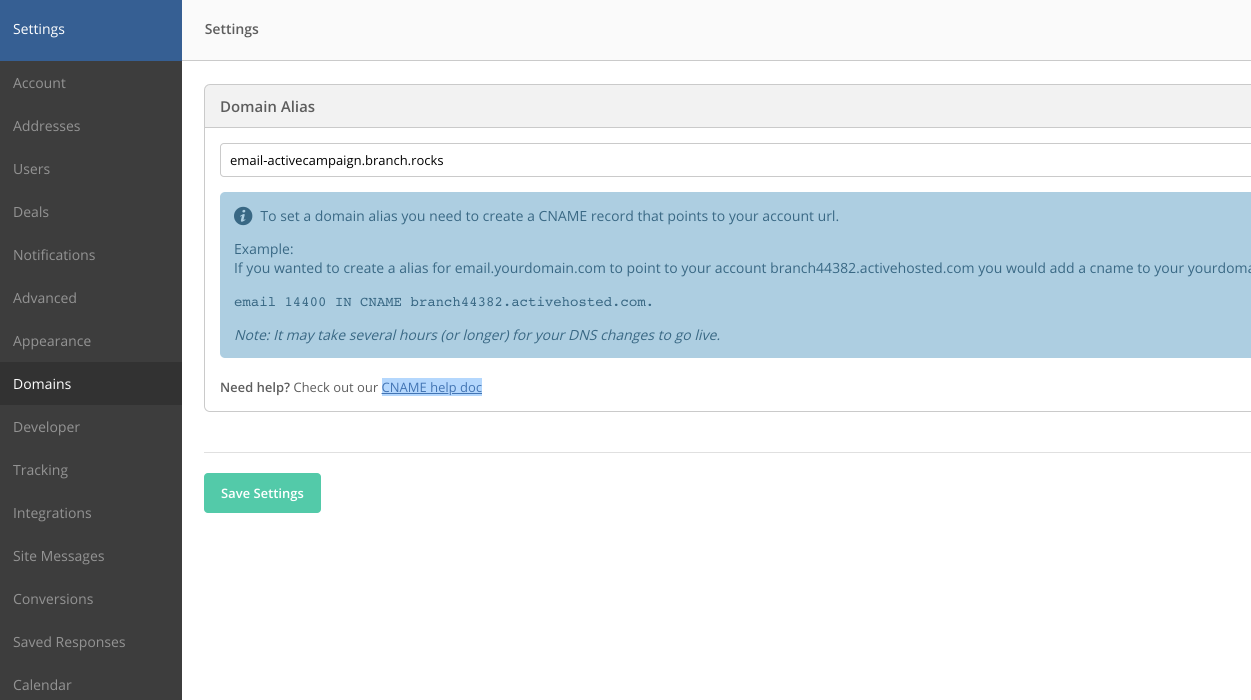 Settings
Settings
Account
Addresses
Users
Deals
Notifications
Advanced
Appearance
Domains
Developer
Tracking
Integrations
Site Messages
Conversions
Saved Responses
Calendar
Domain Alias
email-activecampaign.branch.rocks
To set a domain alias you need to create a CNAME record that points to your account url.
Example:
If you wanted to create a alias for email.yourdomain.com to point to your account branch44382.activehosted.com you would add a cname to your yourdoma
email 14400 IN CNAME branch44382.activehosted.com.
Note: It may take several hours (or longer) for your DNS changes to go live.
Need help? Check out our CNAME help doc
Save Settings